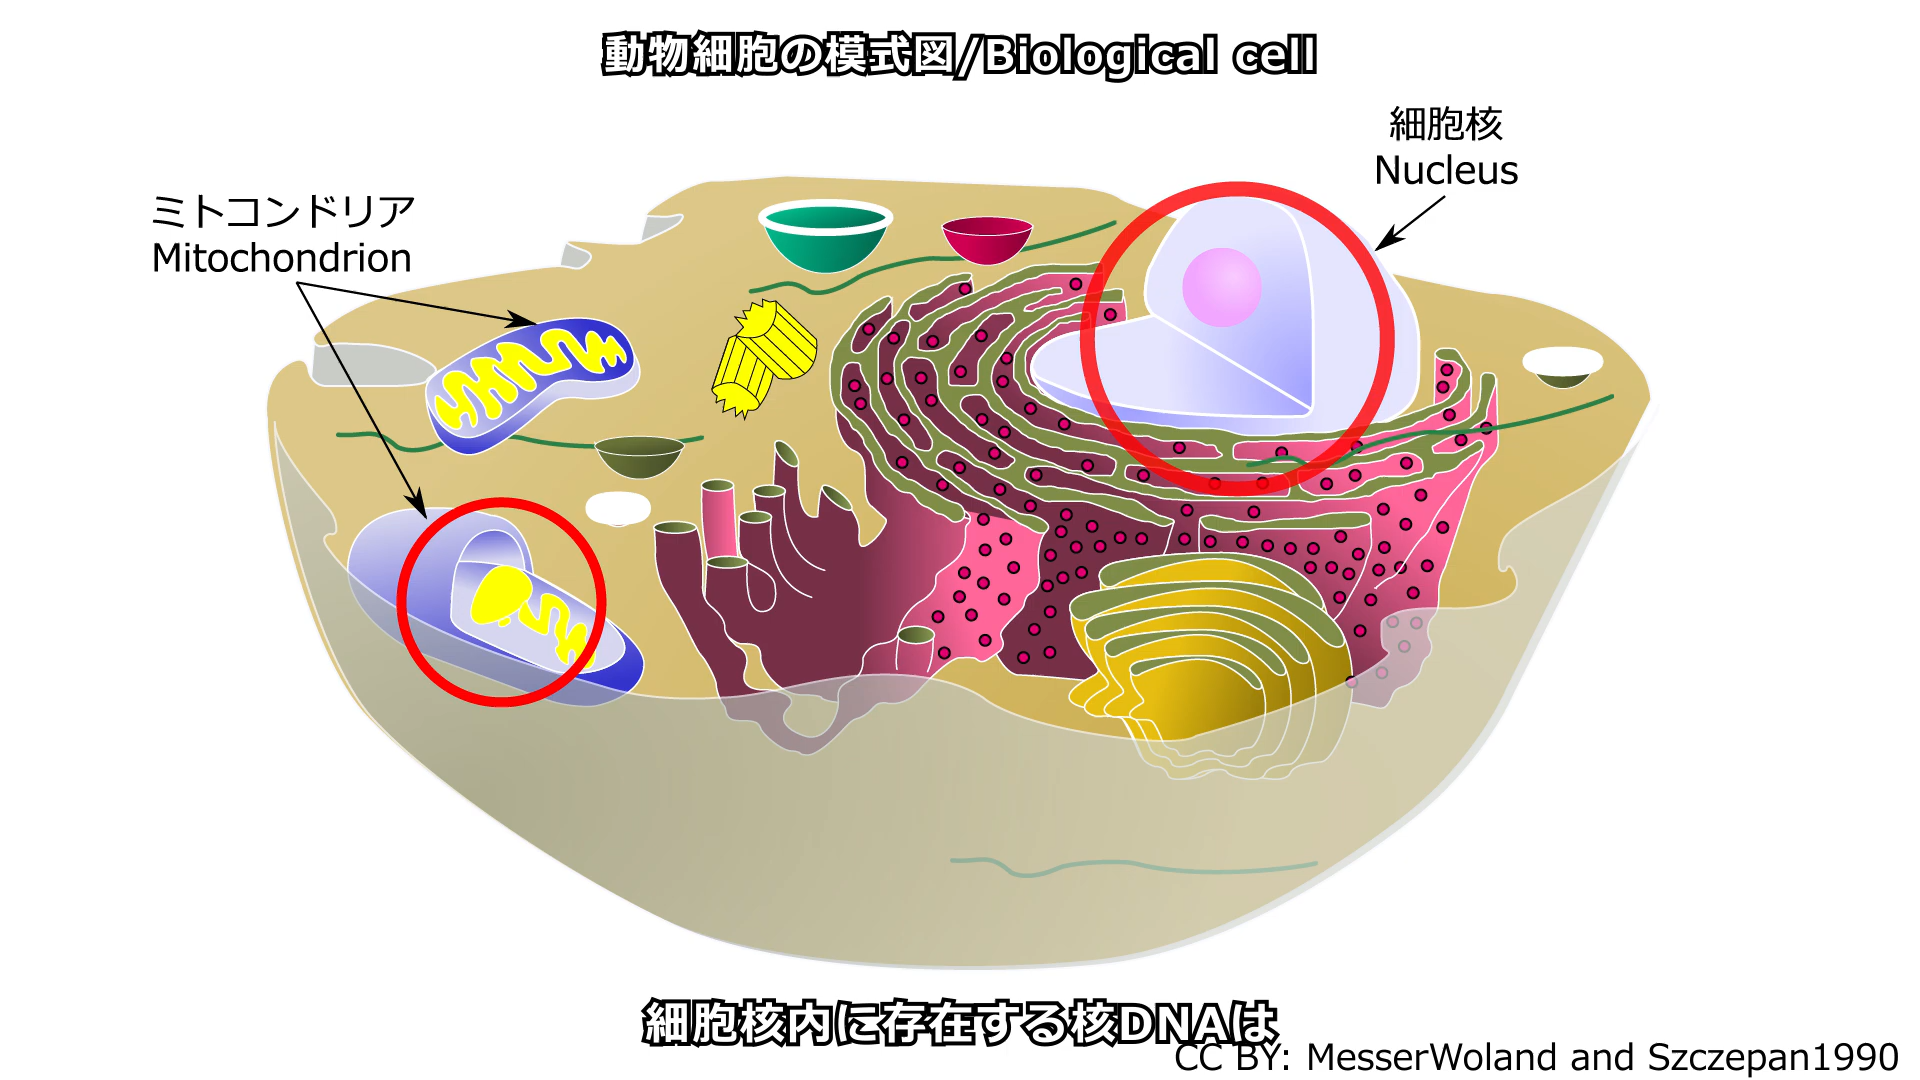 動物細胞の模式図/Biological cell
細胞核
Nucleus
ミトコンドリア
Mitochondrion
細胞核内に存在する核DNAは
CC BY: MesserWoland and Szczepan1990